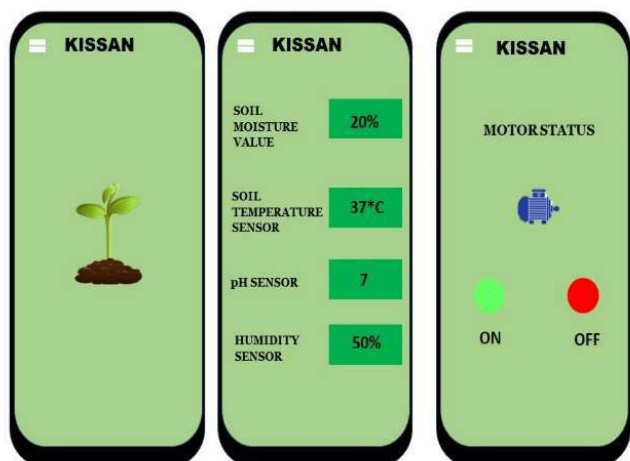 KISSAN
KISSAN
SOIL
MOISTURE
VALUE
20%
SOIL
TEMPERATURE
SENSOR
37*C
pH SENSOR
7
HUMIDITY
SENSOR
50%
KISSAN
MOTOR STATUS
ON
OFF